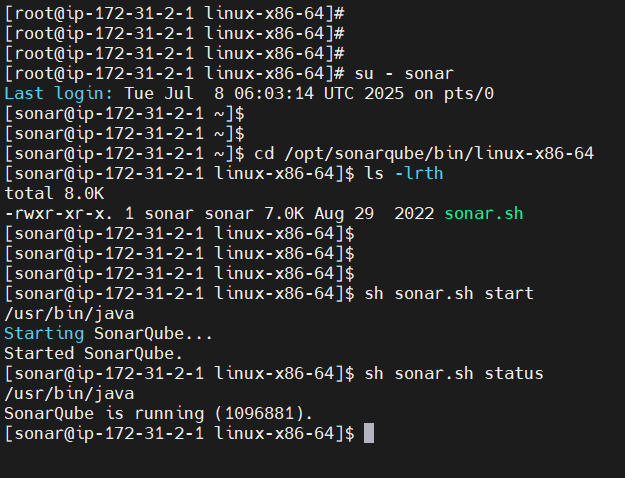 [root@ip-172-31-2-1 linux-x86-64]#
[root@ip-172-31-2-1 linux-x86-64]#
[root@ip-172-31-2-1 linux-x86-64]#
[root@ip-172-31-2-1 linux-x86-64]# su - sonar
Last login: Tue Jul  8 06:03:14 UTC 2025 on pts/0
[sonar@ip-172-31-2-1 ~]$
[sonar@ip-172-31-2-1 ~]$
[sonar@ip-172-31-2-1 ~]$ cd /opt/sonarqube/bin/linux-x86-64
[sonar@ip-172-31-2-1 linux-x86-64]$ ls -lrth
total 8.0K
-rwxr-xr-x. 1 sonar sonar 7.0K Aug 29  2022 sonar.sh
[sonar@ip-172-31-2-1 linux-x86-64]$
[sonar@ip-172-31-2-1 linux-x86-64]$
[sonar@ip-172-31-2-1 linux-x86-64]$
[sonar@ip-172-31-2-1 linux-x86-64]$ sh sonar.sh start
/usr/bin/java
Starting SonarQube...
Started SonarQube.
[sonar@ip-172-31-2-1 linux-x86-64]$ sh sonar.sh status
/usr/bin/java
SonarQube is running (1096881).
[sonar@ip-172-31-2-1 linux-x86-64]$